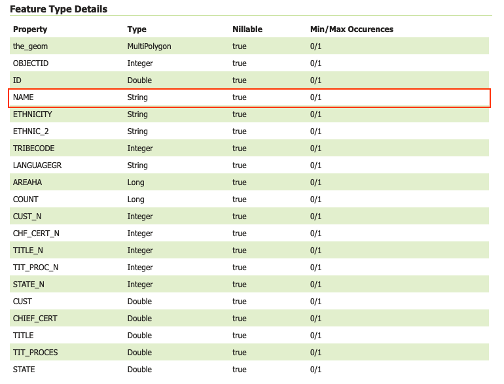 Feature Type Details
Property Type Nillable Min/Max Occurences
the_geom MultiPolygon true 0/1
OBJECTID Integer true 0/1
ID Double true 0/1
NAME String true 0/1
ETHNICITY String true 0/1
ETHNIC_2 String true 0/1
TRIBECODE Integer true 0/1
LANGUAGEGR String true 0/1
AREAHA Long true 0/1
COUNT Long true 0/1
CUST_N Integer true 0/1
CHF_CERT_N Integer true 0/1
TITLE_N Integer true 0/1
TIT_PROC_N Integer true 0/1
STATE_N Integer true 0/1
CUST Double true 0/1
CHIEF_CERT Double true 0/1
TITLE Double true 0/1
TIT_PROCES Double true 0/1
STATE Double true 0/1